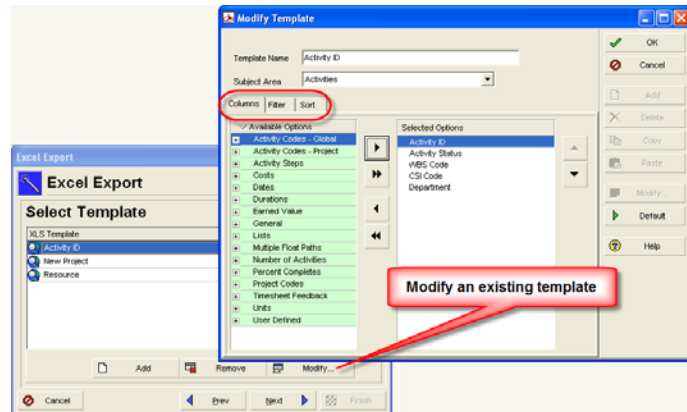 Modify Template
Template Name Activity ID
Subject Area Activities
Columns Filter Sort
Available Options
Activity Codes - Global
Activity Codes - Project
Activity Steps
Costs
Dates
Durations
Earned Value
General
Lists
Multiple Float Paths
Number of Activities
Percent Completes
Project Codes
Timesheet Feedback
Units
User Defined
Selected Options
Activity ID
Activity Status
WBS Code
CSI Code
Department
OK
Cancel
Add
Delete
Copy
Paste
Modify...
Default
Help
Excel Export
Excel Export
Select Template
XLS Template
Activity ID
New Project
Resource
Modify an existing template
Add Remove Modify...
Cancel Prev Next Finish